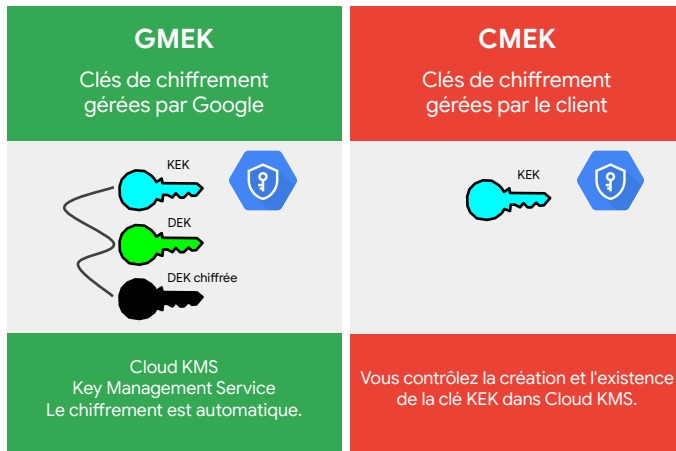 GMEK
Clés de chiffrement
gérées par Google
KEK
DEK
DEK chiffrée
Cloud KMS
Key Management Service
Le chiffrement est automatique.
CMEK
Clés de chiffrement
gérées par le client
KEK
Vous contrôlez la création et l'existence
de la clé KEK dans Cloud KMS.